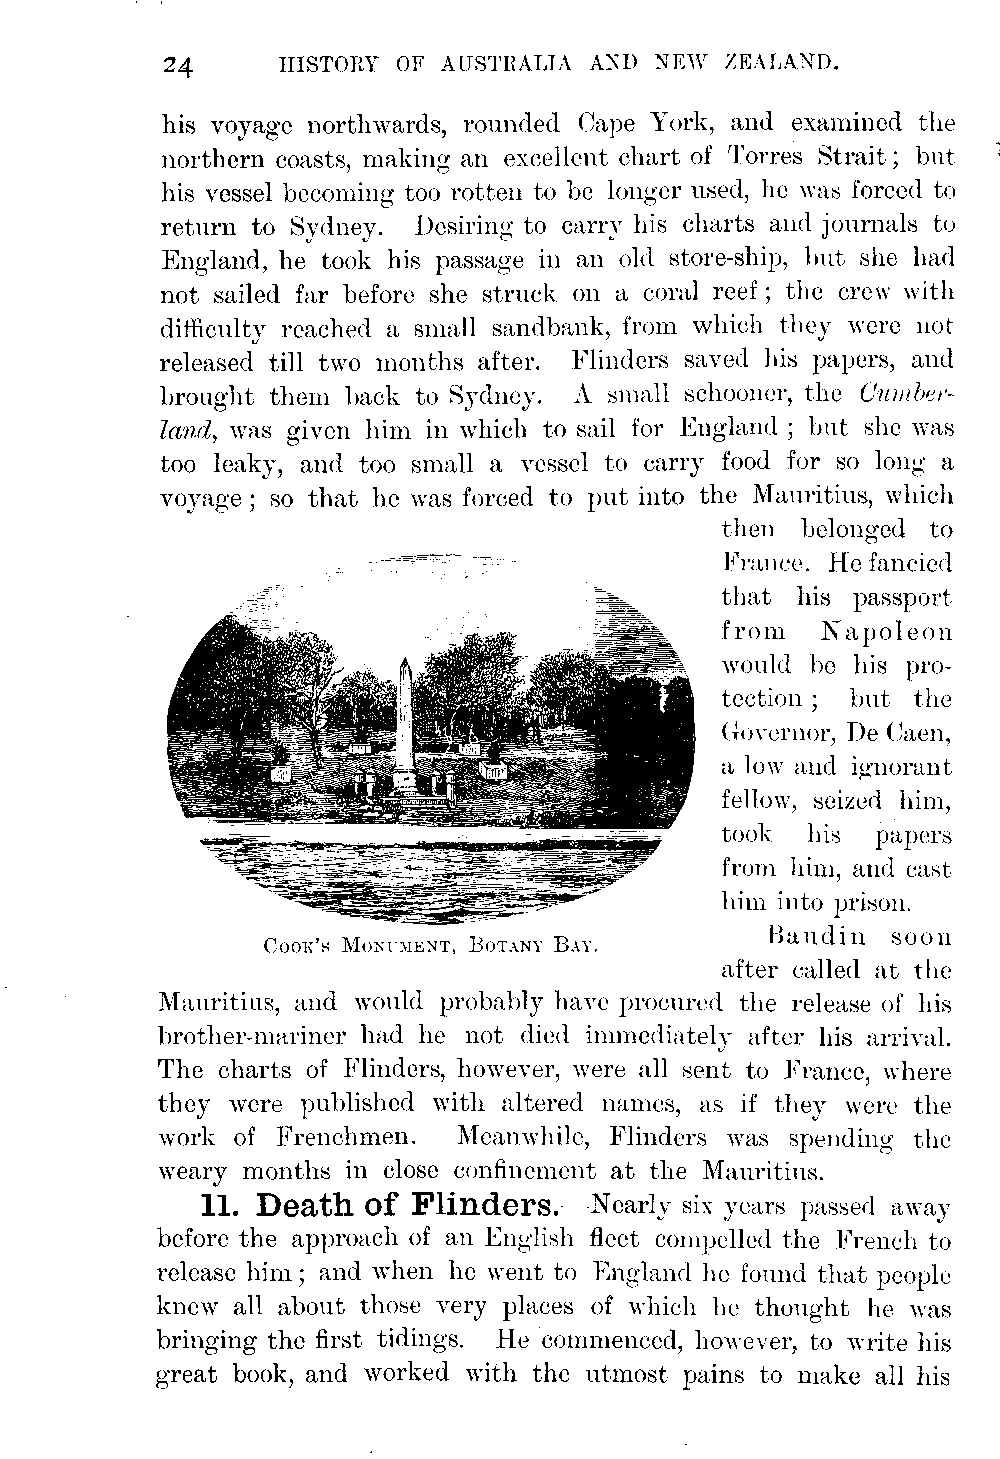 24 HISTORY OF AUSTRALIA AND NEW ZEALAND.
his voyage northwards, rounded Cape York, and examined the
northern coasts, making an excellent chart of Torres Strait; but
his vessel becoming too rotten to be longer used, he was forced to
return to Sydney. Desiring to carry his charts and journals to
England, he took his passage in an old store-ship, but she had
not sailed far before she struck on a coral reef; the crew with
difficulty reached a small sandbank, from which they were not
released till two months after. Flinders saved his papers, and
brought them back to Sydney. A small schooner, the Cumber-
land, was given him in which to sail for England; but she was
too leaky, and too small a vessel to carry food for so long a
voyage; so that he was forced to put into the Mauritius, which
then belonged to
France. He fancied
that his passport
from Napoleon
would be his pro-
tection; but the
Governor, De Caen,
a low and ignorant
fellow, seized him,
took his papers
from him, and cast
him into prison.
COOK'S MONUMENT, BOTANY BAY.
Baudin soon
after called at the
Mauritius, and would probably have procured the release of his
brother-mariner had he not died immediately after his arrival.
The charts of Flinders, however, were all sent to France, where
they were published with altered names, as if they were the
work of Frenchmen. Meanwhile, Flinders was spending the
weary months in close confinement at the Mauritius.
11. Death of Flinders. Nearly six years passed away
before the approach of an English fleet compelled the French to
release him; and when he went to England he found that people
knew all about those very places of which he thought he was
bringing the first tidings. He commenced, however, to write his
great book, and worked with the utmost pains to make all his